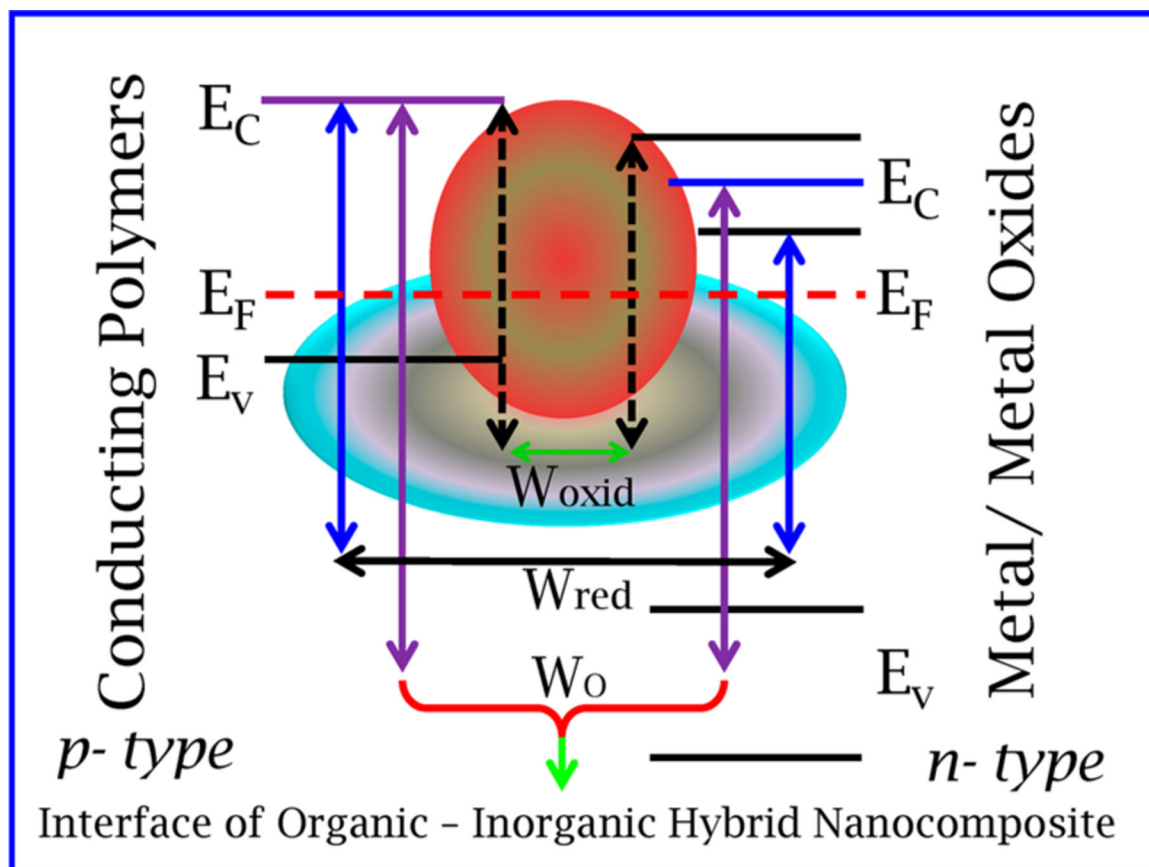 Conducting Polymers
E_C
E_F
E_v
p- type
W_oxid
W_red
W_O
E_C
E_F
E_v
n- type
Metal/ Metal Oxides
Interface of Organic – Inorganic Hybrid Nanocomposite